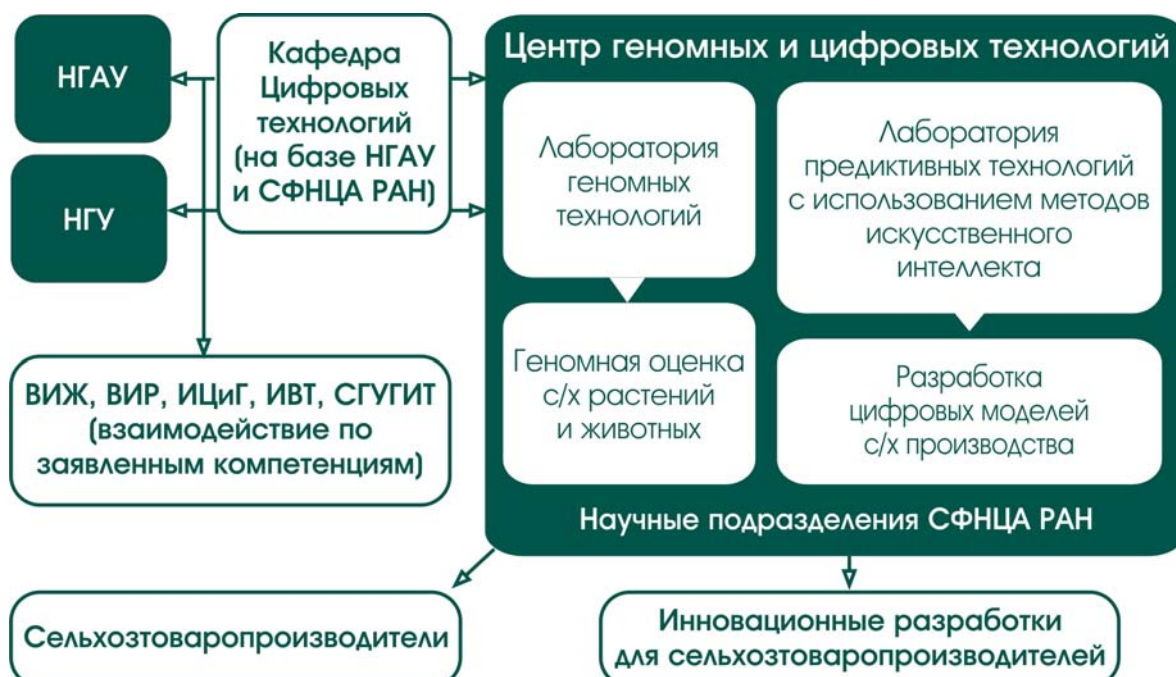 НГАУ
НГУ
Кафедра
Цифровых
технологий
(на базе НГАУ
и СФНЦА РАН)
ВИЖ, ВИР, ИЦиГ, ИВТ, СГУГИТ
(взаимодействие по
заявленным компетенциям)
Центр геномных и цифровых технологий
Лаборатория
геномных
технологий
Геномная оценка
с/х растений
и животных
Лаборатория
предиктивных технологий
с использованием методов
искусственного
интеллекта
Разработка
цифровых моделей
с/х производства
Научные подразделения СФНЦА РАН
Сельхозтоваропроизводители
Инновационные разработки
для сельхозтоваропроизводителей